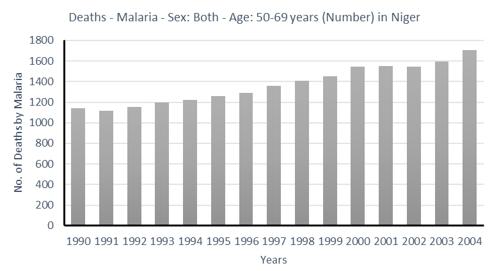 Deaths - Malaria - Sex: Both - Age: 50-69 years (Number) in Niger
1800
1600
1400
1200
1000
800
600
400
200
0
No. of Deaths by Malaria
1990 1991 1992 1993 1994 1995 1996 1997 1998 1999 2000 2001 2002 2003 2004
Years